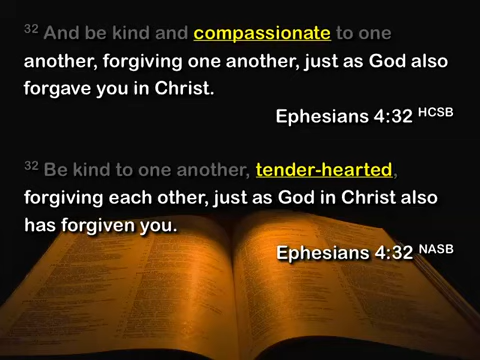 32 And be kind and compassionate to one
another, forgiving one another, just as God also
forgave you in Christ.
Ephesians 4:32 HCSB
32 Be kind to one another, tender-hearted,
forgiving each other, just as God in Christ also
has forgiven you.
Ephesians 4:32 NASB